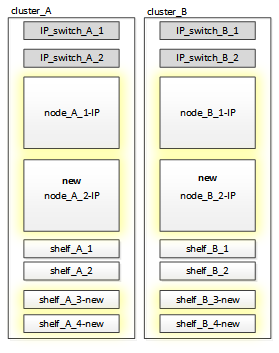 cluster_A
IP_switch_A_1
IP_switch_A_2
node_A_1-IP
new
node_A_2-IP
shelf_A_1
shelf_A_2
shelf_A_3-new
shelf_A_4-new
cluster_B
IP_switch_B_1
IP_switch_B_2
node_B_1-IP
new
node_B_2-IP
shelf_B_1
shelf_B_2
shelf_B_3-new
shelf_B_4-new